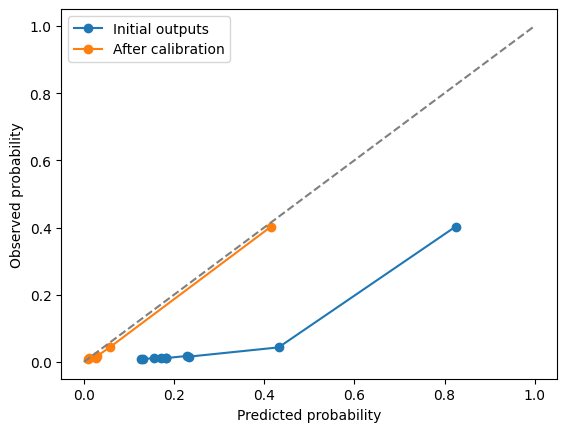 Initial outputs
After calibration
1.0
0.8
0.6
0.4
0.2
0.0
Observed probability
0.0 0.2 0.4 0.6 0.8 1.0
Predicted probability